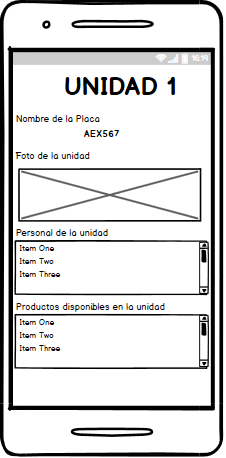 16:19
UNIDAD 1
Nombre de la Placa
AEX567
Foto de la unidad
Personal de la unidad
Item One
Item Two
Item Three
Productos disponibles en la unidad
Item One
Item Two
Item Three